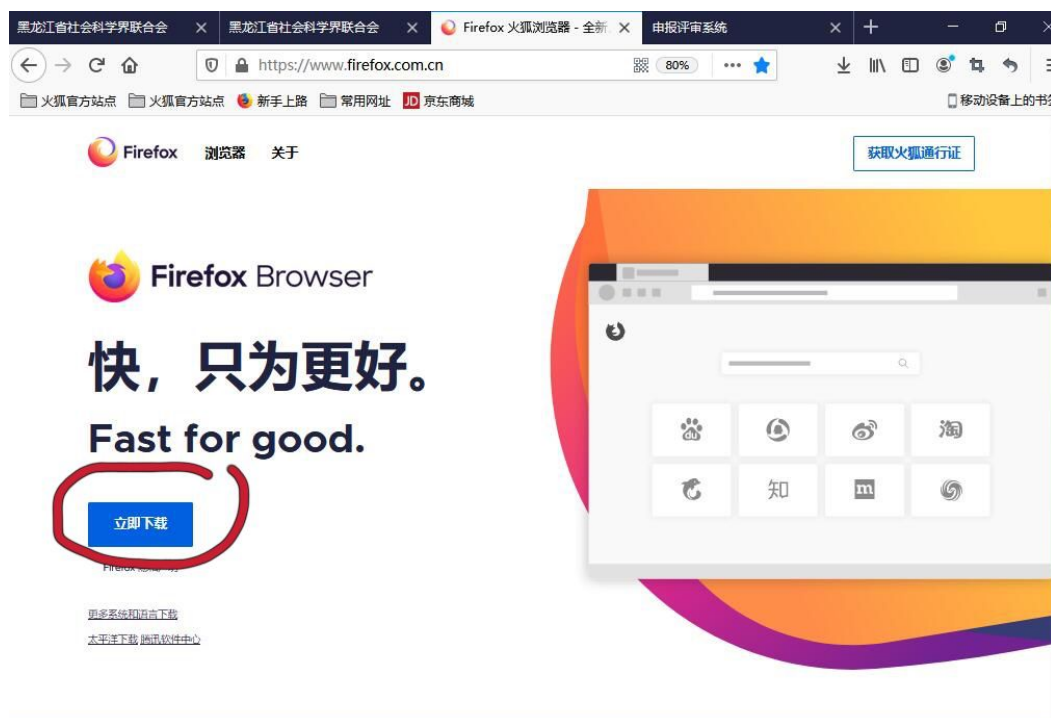 黑龙江省社会科学界联合会
黑龙江省社会科学界联合会
Firefox 火狐浏览器 - 全新
申报评审系统
https://www.firefox.com.cn
80%
火狐官方站点
火狐官方站点
新手上路
常用网址
JD 京东商城
移动设备上的书签
Firefox
浏览器
关于
获取火狐通行证
Firefox Browser
快，只为更好。
Fast for good.
立即下载
Firefox
更多系统和语言下载
太平洋下载 腾讯软件中心
du
淘
知
m